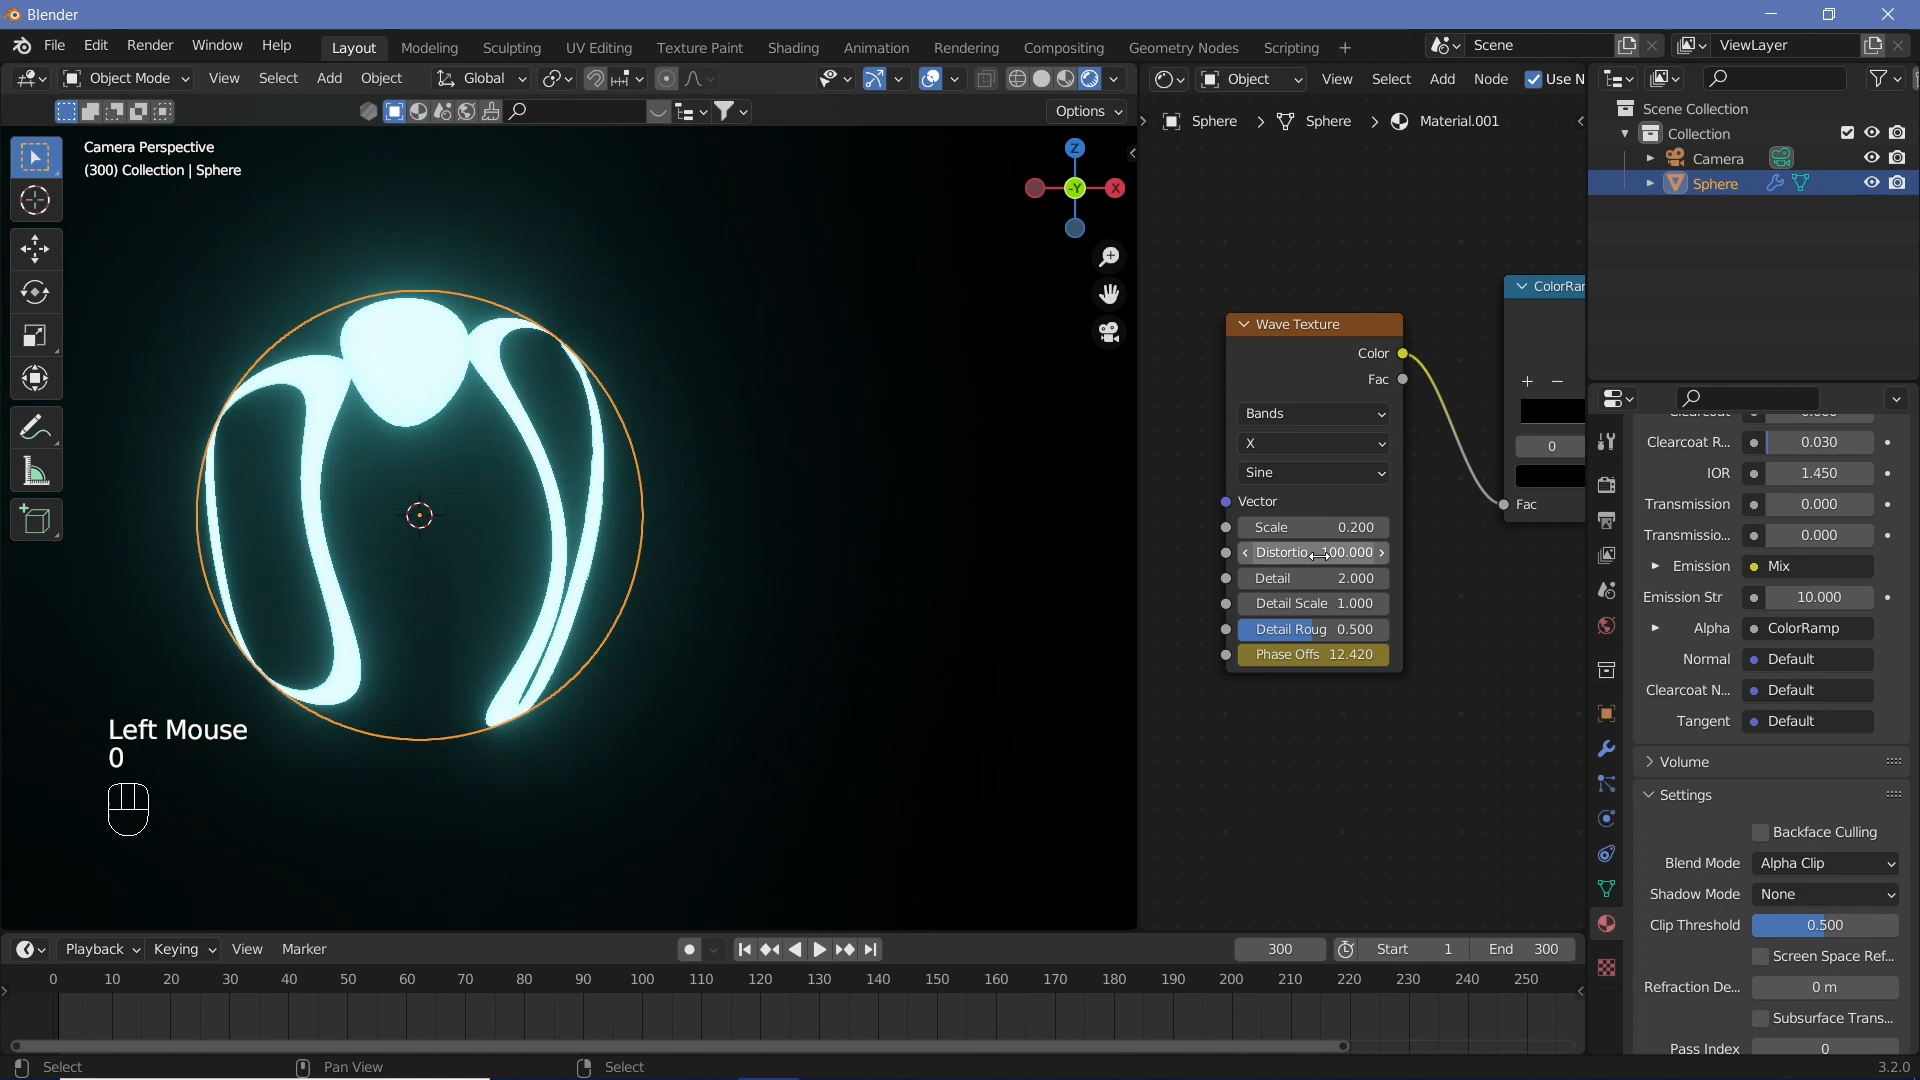 Blender
File Edit Render Window Help
Layout Modeling Sculpting UV Editing Texture Paint Shading Animation Rendering Compositing Geometry Nodes Scripting +
Scene
ViewLayer
Object Mode View Select Add Object Global
Object View Select Add Node Use N
Options
Camera Perspective
(300) Collection | Sphere
Z
-Y
X
Sphere > Sphere > Material.001
Scene Collection
Collection
Camera
Sphere
Wave Texture
Color
Fac
Bands
X
Sine
Vector
Scale 0.200
Distortio 100.000
Detail 2.000
Detail Scale 1.000
Detail Roug 0.500
Phase Offs 12.420
ColorRar
+ −
0
Fac
Clearcoat R... 0.030
IOR 1.450
Transmission 0.000
Transmissio... 0.000
Emission Mix
Emission Str 10.000
Alpha ColorRamp
Normal Default
Clearcoat N... Default
Tangent Default
Volume
Settings
Backface Culling
Blend Mode Alpha Clip
Shadow Mode None
Clip Threshold 0.500
Screen Space Ref...
Refraction De... 0 m
Subsurface Trans...
Pass Index 0
Left Mouse
0
Playback Keying View Marker
300 Start 1 End 300
0 10 20 30 40 50 60 70 80 90 100 110 120 130 140 150 160 170 180 190 200 210 220 230 240 250
Select Pan View Select
3.2.0